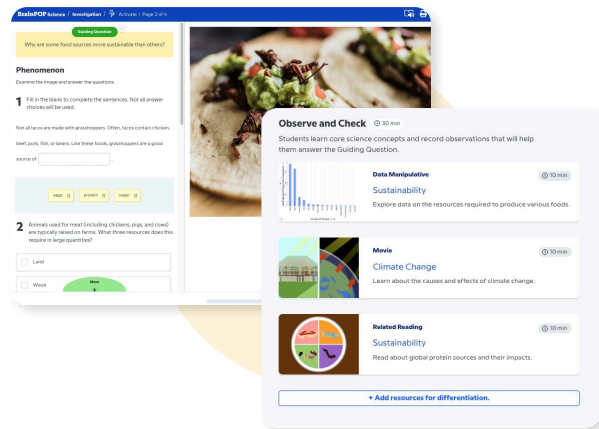 BrainPOP Science / Investigation / Activate / Page 2 of 4
Guiding Question
Why are some food sources more sustainable than others?
Phenomenon
Examine the image and answer the questions.
1 Fill in the blank to complete the sentences. Not all answer
choices will be used.
Not all tacos are made with grasshoppers. Often, tacos contain chicken,
beef, pork, fish, or beans. Like these foods, grasshoppers are a good
source of .
eggs
protein
sugar
2 Animals used for meat (including chickens, pigs, and cows)
are typically raised on farms. What three resources does this
require in large quantities?
Land
Wood
More
Observe and Check 30 min
Students learn core science concepts and record observations that will help
them answer the Guiding Question.
Data Manipulative 10 min
Sustainability
Explore data on the resources required to produce various foods.
Movie 10 min
Climate Change
Learn about the causes and effects of climate change.
Related Reading 10 min
Sustainability
Read about global protein sources and their impacts.
+ Add resources for differentiation.